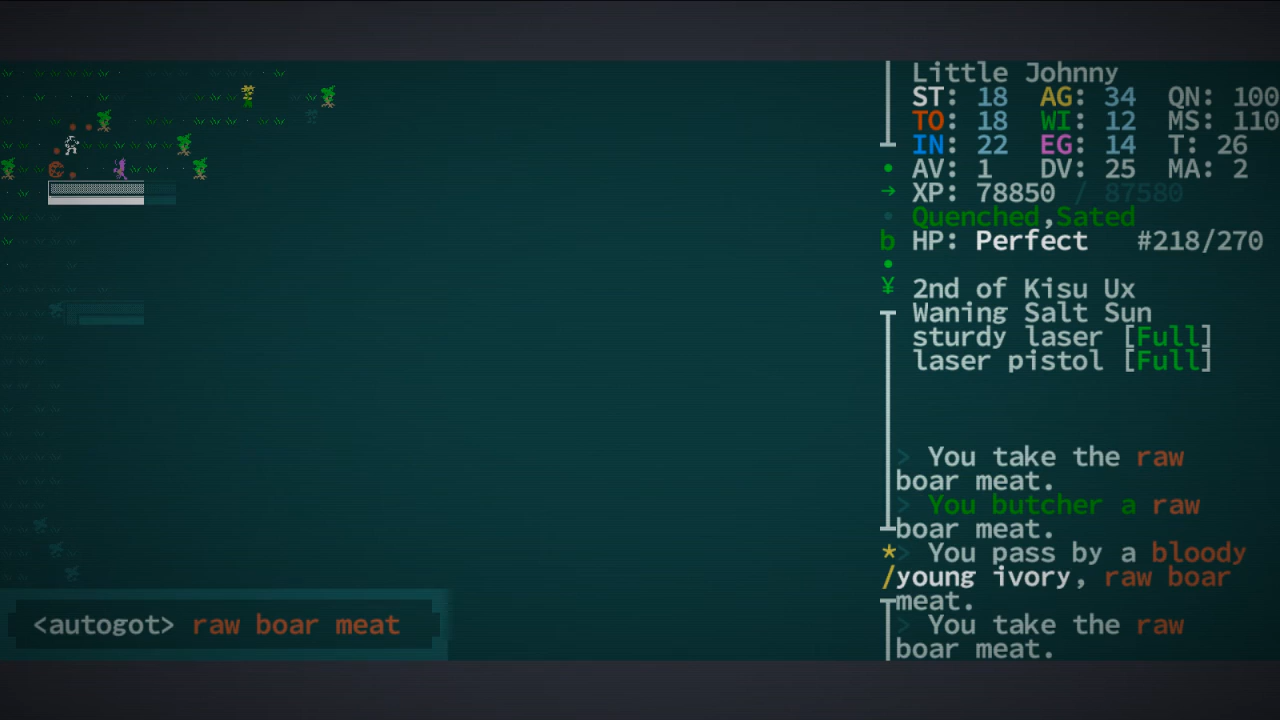 Little Johnny
ST: 18 AG: 34 QN: 100
TO: 18 WI: 12 MS: 110
IN: 22 EG: 14 T: 26
AV: 1 DV: 25 MA: 2
XP: 78850 / 87580
Quenched,Sated
b HP: Perfect #218/270
¥ 2nd of Kisu Ux
Waning Salt Sun
sturdy laser [Full]
laser pistol [Full]
> You take the raw
boar meat.
> You butcher a raw
boar meat.
*> You pass by a bloody
/young ivory, raw boar
meat.
> You take the raw
boar meat.
<autogot> raw boar meat